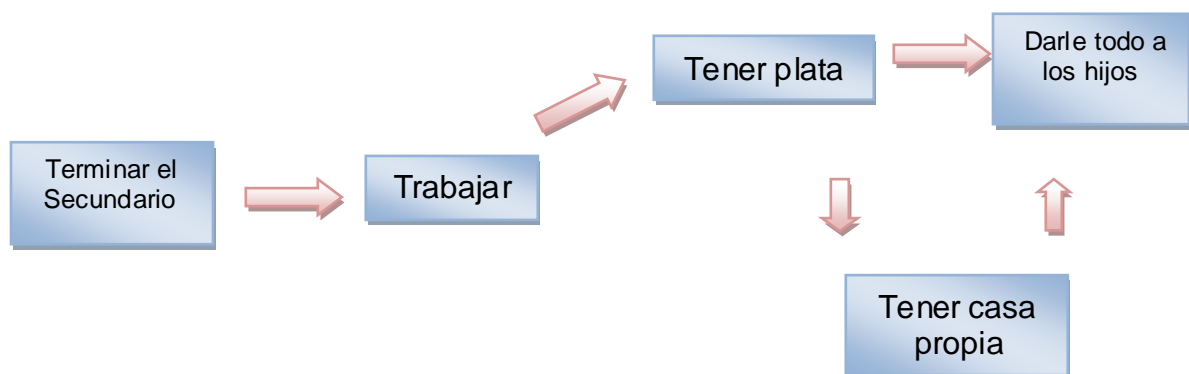 Terminar el
Secundario
Trabajar
Tener plata
Darle todo a
los hijos
Tener casa
propia